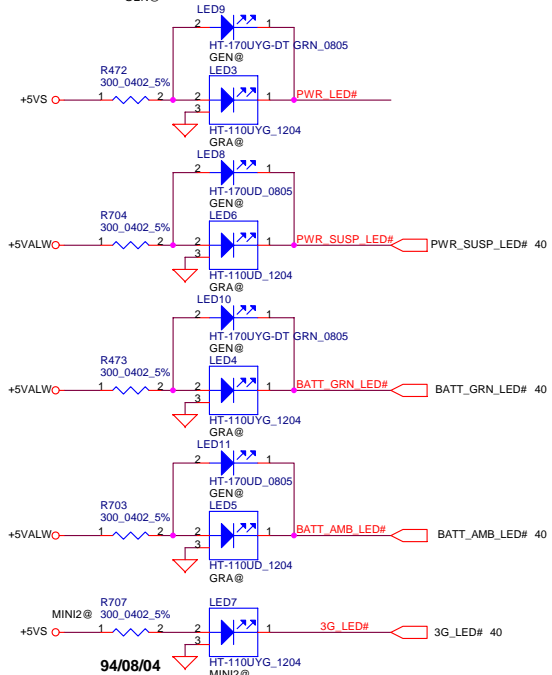 GEN@
LED9
2 1
HT-170UYG-DT GRN_0805
GEN@
R472
300_0402_5%
LED3
+5VS 1 2 2 1 PWR_LED#
3
HT-110UYG_1204
GRA@
LED8
2 1
HT-170UD_0805
GEN@
R704
300_0402_5%
LED6
+5VALW 1 2 2 1 PWR_SUSP_LED# PWR_SUSP_LED# 40
3
HT-110UD_1204
GRA@
LED10
2 1
HT-170UYG-DT GRN_0805
GEN@
R473
300_0402_5%
LED4
+5VALW 1 2 2 1 BATT_GRN_LED# BATT_GRN_LED# 40
3
HT-110UYG_1204
GRA@
LED11
2 1
HT-170UD_0805
GEN@
R703
300_0402_5%
LED5
+5VALW 1 2 2 1 BATT_AMB_LED# BATT_AMB_LED# 40
3
HT-110UD_1204
GRA@
R707
MINI2@ 300_0402_5%
LED7
+5VS 1 2 2 1 3G_LED# 3G_LED# 40
3
94/08/04
HT-110UYG_1204
MINI2@